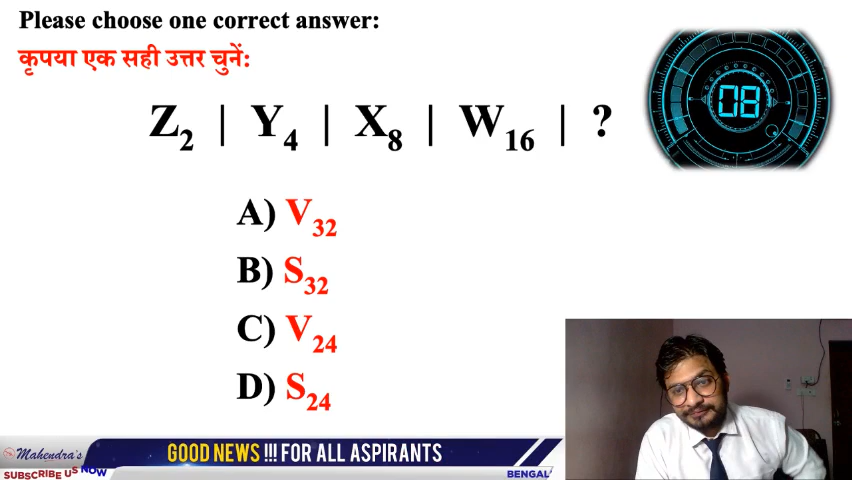 Please choose one correct answer:
कृपया एक सही उत्तर चुनें:
08
Z₂ | Y₄ | X₈ | W₁₆ | ?
A) V₃₂
B) S₃₂
C) V₂₄
D) S₂₄
Mahendra's
GOOD NEWS !!! FOR ALL ASPIRANTS
SUBSCRIBE US NOW
BENGAL